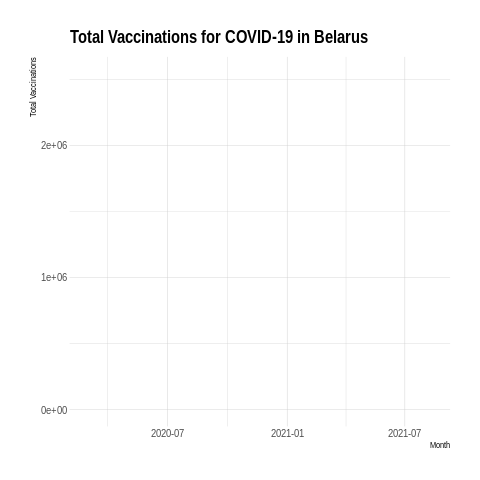 Total Vaccinations for COVID-19 in Belarus
Total Vaccinations
2e+06
1e+06
0e+00
2020-07 2021-01 2021-07
Month